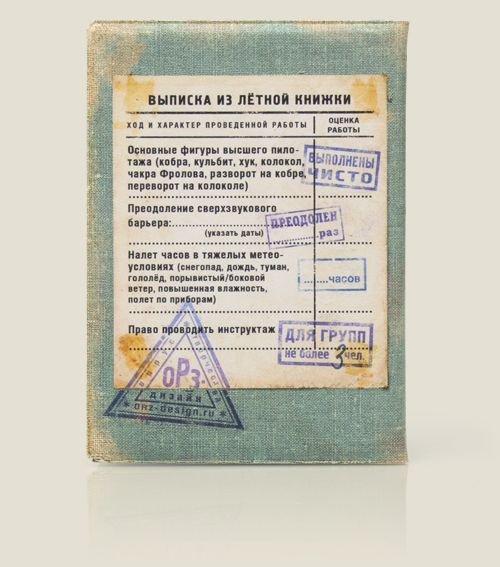 ВЫПИСКА ИЗ ЛЁТНОЙ КНИЖКИ
ХОД И ХАРАКТЕР ПРОВЕДЕННОЙ РАБОТЫ
ОЦЕНКА
РАБОТЫ
Основные фигуры высшего пило-
тажа (кобра, кульбит, хук, колокол,
чакра Фролова, разворот на кобре,
переворот на колоколе)
ВЫПОЛНЕНЫ
ЧИСТО
Преодоление сверхзвукового
барьера:
(указать даты)
ПРЕОДОЛЕН
раз
Налет часов в тяжелых метео-
условиях (снегопад, дождь, туман,
гололёд, порывистый/боковой
ветер, повышенная влажность,
полет по приборам)
часов
Право проводить инструктаж
ДЛЯ ГРУПП
не более 3 чел.
вирус творчества
оРз
дизайн
orz-design.ru